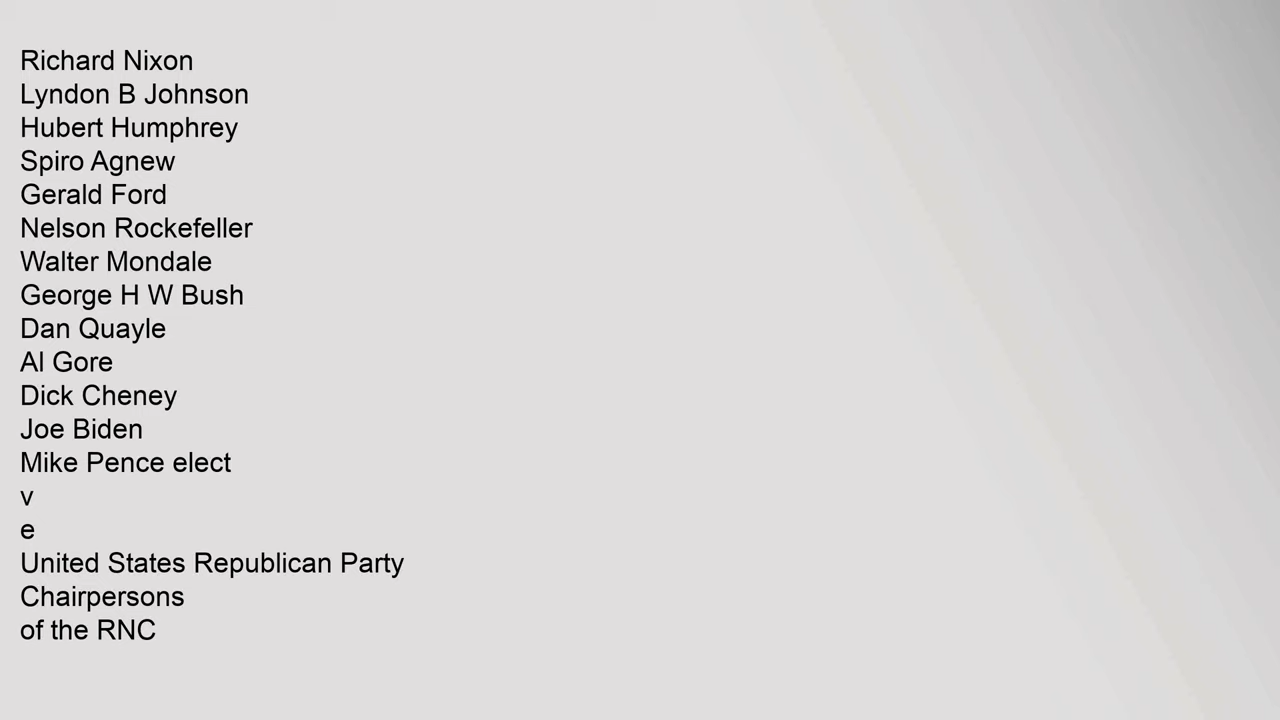 Richard Nixon
Lyndon B Johnson
Hubert Humphrey
Spiro Agnew
Gerald Ford
Nelson Rockefeller
Walter Mondale
George H W Bush
Dan Quayle
Al Gore
Dick Cheney
Joe Biden
Mike Pence elect
v
e
United States Republican Party
Chairpersons
of the RNC